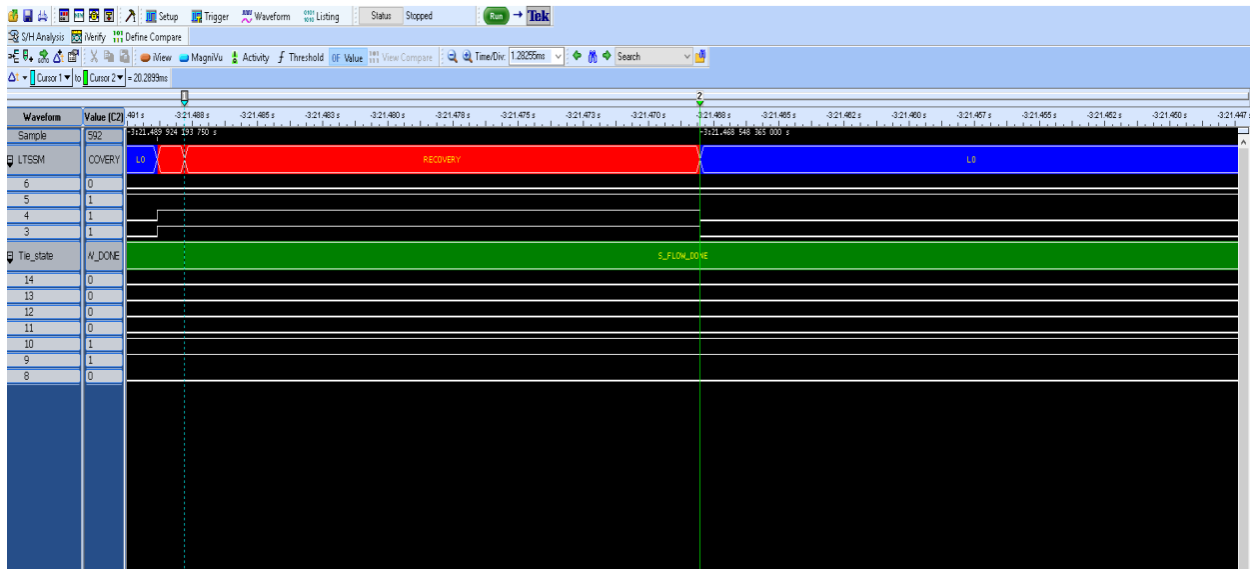 Setup Trigger Waveform Listing Status Stopped Run Tek
S/H Analysis iVerify Define Compare
iView MagniVu Activity Threshold Value View Compare Time/Div: 1.28255ms Search
Cursor 1 to Cursor 2 = 20.2899ms
1 2
Waveform Value (C2) .491 s -3:21.488 s -3:21.485 s -3:21.483 s -3:21.480 s -3:21.478 s -3:21.475 s -3:21.473 s -3:21.470 s -3:21.468 s -3:21.465 s -3:21.462 s -3:21.460 s -3:21.457 s -3:21.455 s -3:21.452 s -3:21.450 s -3:21.447 s
Sample 592 -3:21.489 924 193 750 s -3:21.468 548 365 000 s
LTSSM COVERY L0 RECOVERY L0
6 0
5 1
4 1
3 1
Tie_state N_DONE S_FLOW_DONE
14 0
13 0
12 0
11 0
10 1
9 1
8 0